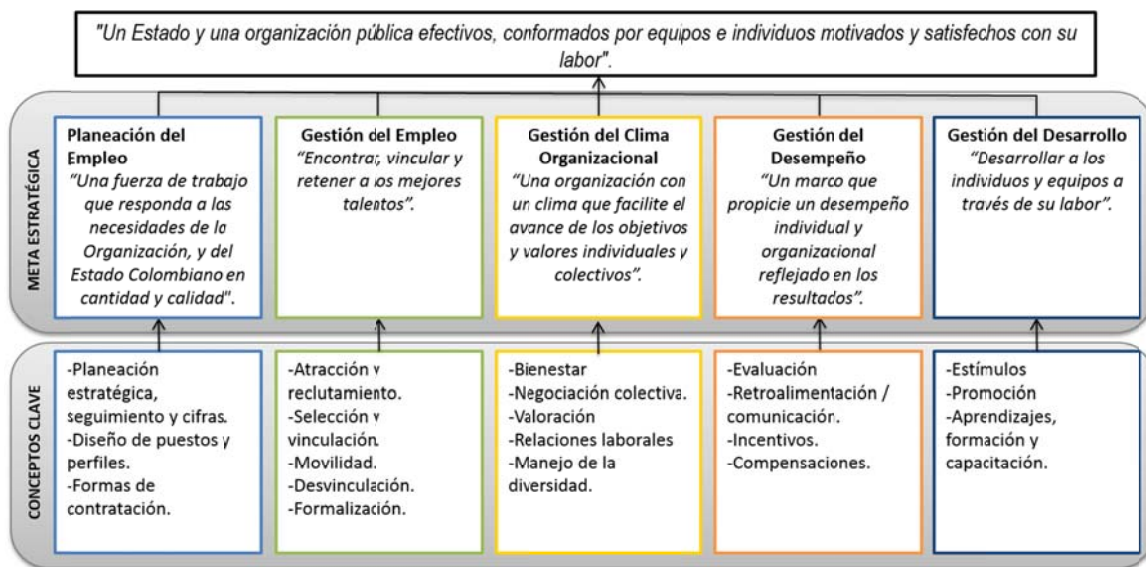 "Un Estado y una organización pública efectivos, conformados por equipos e individuos motivados y satisfechos con su
labor".
META ESTRATÉGICA
Planeación del
Empleo
"Una fuerza de trabajo
que responda a las
necesidades de la
Organización, y del
Estado Colombiano en
cantidad y calidad".
Gestión del Empleo
"Encontrar, vincular y
retener a los mejores
talentos".
Gestión del Clima
Organizacional
"Una organización con
un clima que facilite el
avance de los objetivos
y valores individuales y
colectivos".
Gestión del
Desempeño
"Un marco que
propicie un desempeño
individual y
organizacional
reflejado en los
resultados".
Gestión del Desarrollo
"Desarrollar a los
individuos y equipos a
través de su labor".
CONCEPTOS CLAVE
-Planeación
estratégica,
seguimiento y cifras.
-Diseño de puestos y
perfiles.
-Formas de
contratación.
-Atracción y
reclutamiento.
-Selección y
vinculación.
-Movilidad.
-Desvinculación.
-Formalización.
-Bienestar
-Negociación colectiva.
-Valoración
-Relaciones laborales
-Manejo de la
diversidad.
-Evaluación
-Retroalimentación /
comunicación.
-Incentivos.
-Compensaciones.
-Estímulos
-Promoción
-Aprendizajes,
formación y
capacitación.